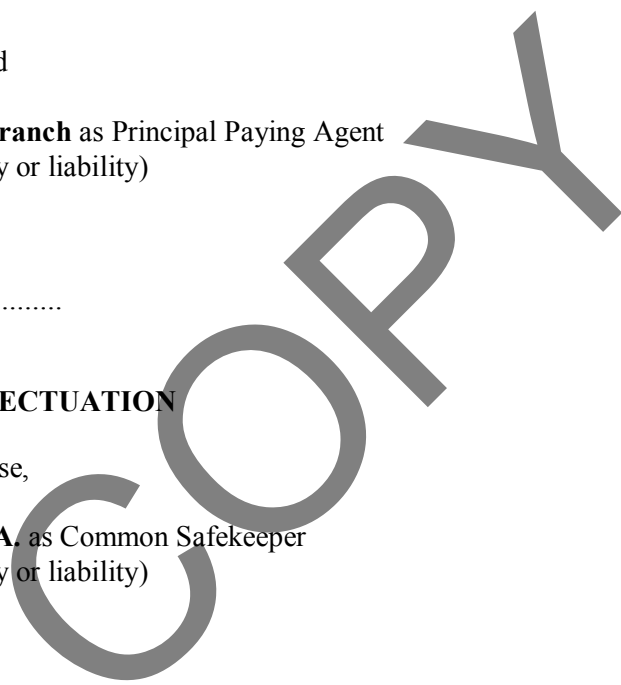 d
ranch as Principal Paying Agent
y or liability)
.........
ECTUATION
se,
A. as Common Safekeeper
y or liability)
COPY